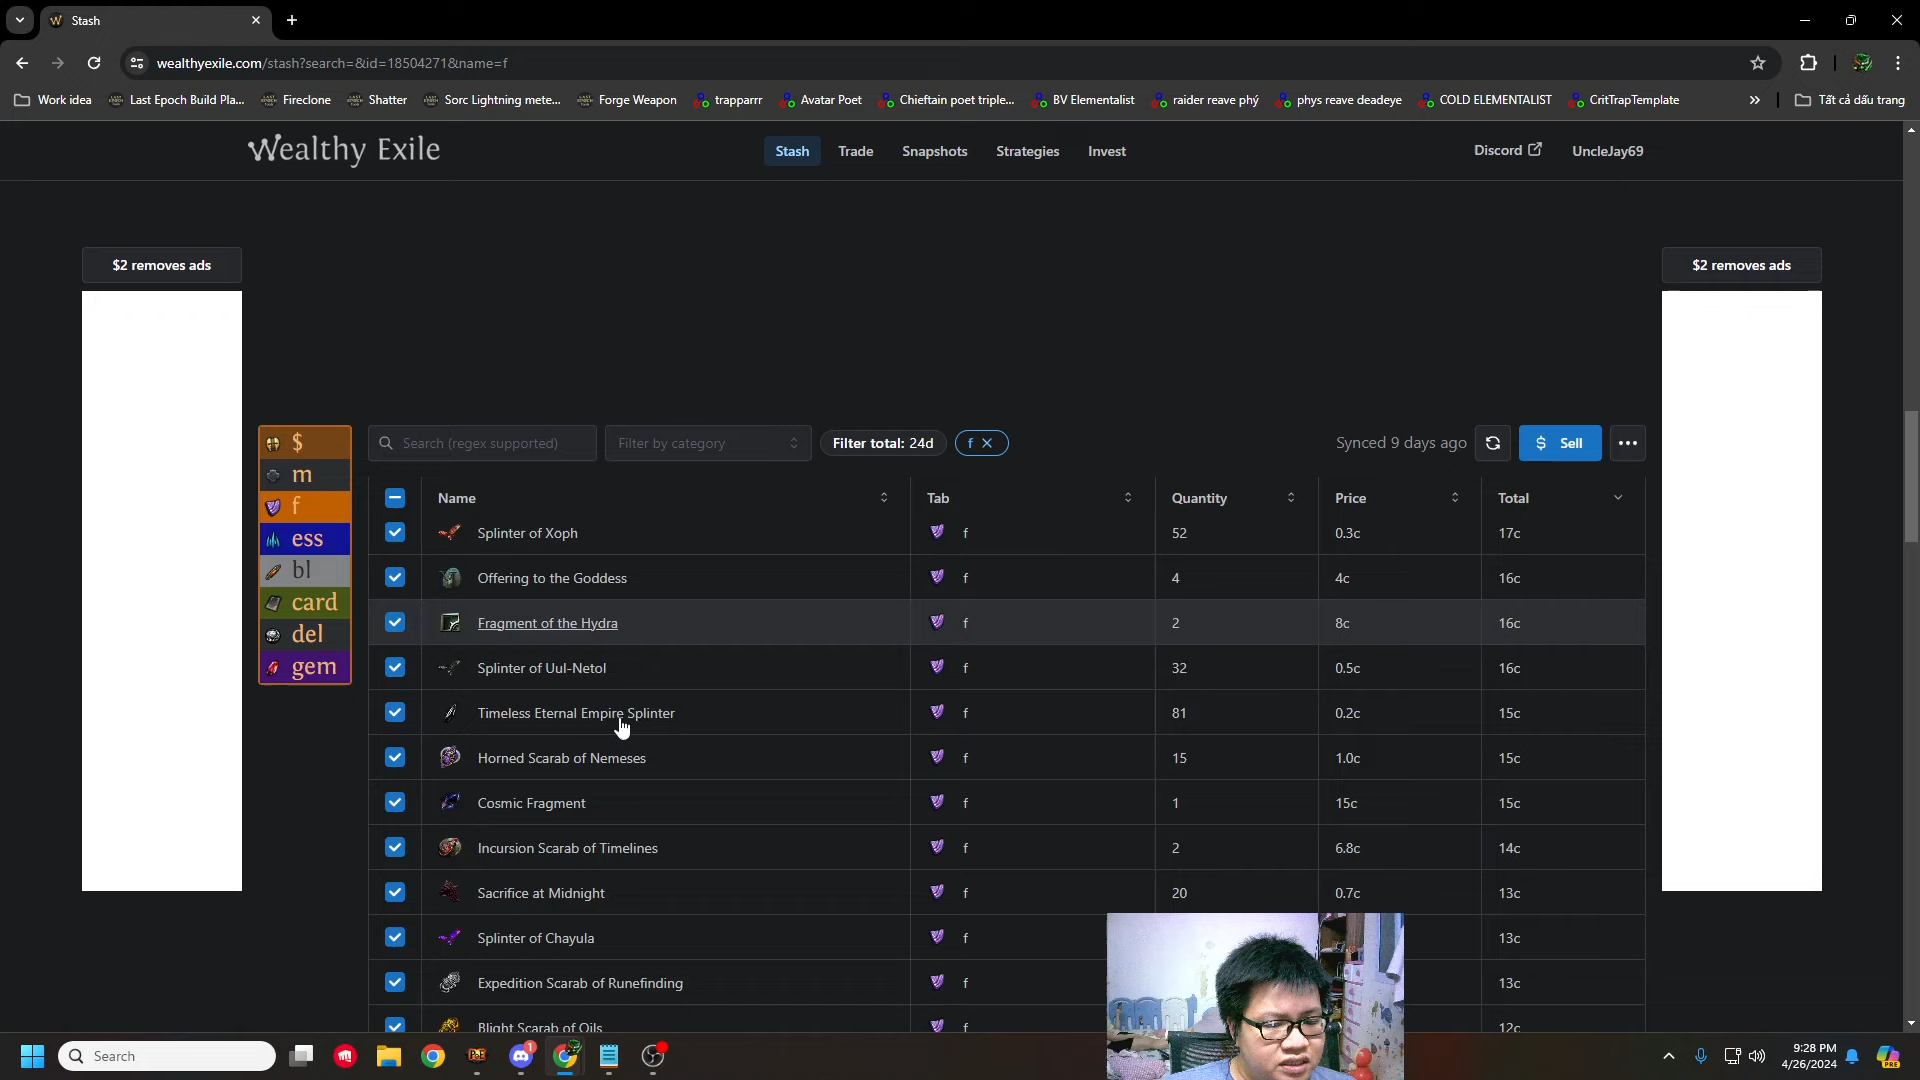 Stash
wealthyexile.com/stash?search=&id=18504271&name=f
Work idea
Last Epoch Build Pla...
Fireclone
Shatter
Sorc Lightning mete...
Forge Weapon
trapparrr
Avatar Poet
Chieftain poet triple...
BV Elementalist
raider reave phý
phys reave deadeye
COLD ELEMENTALIST
CritTrapTemplate
Tất cả dấu trang
Wealthy Exile
Stash
Trade
Snapshots
Strategies
Invest
Discord
UncleJay69
$2 removes ads
$2 removes ads
$
m
f
ess
bl
card
del
gem
Search (regex supported)
Filter by category
Filter total: 24d
f
Synced 9 days ago
$ Sell
Name Tab Quantity Price Total
Splinter of Xoph f 52 0.3c 17c
Offering to the Goddess f 4 4c 16c
Fragment of the Hydra f 2 8c 16c
Splinter of Uul-Netol f 32 0.5c 16c
Timeless Eternal Empire Splinter f 81 0.2c 15c
Horned Scarab of Nemeses f 15 1.0c 15c
Cosmic Fragment f 1 15c 15c
Incursion Scarab of Timelines f 2 6.8c 14c
Sacrifice at Midnight f 20 0.7c 13c
Splinter of Chayula f 13c
Expedition Scarab of Runefinding f 13c
Blight Scarab of Oils f 12c
Search
PoE
1
9:28 PM
4/26/2024
PRE